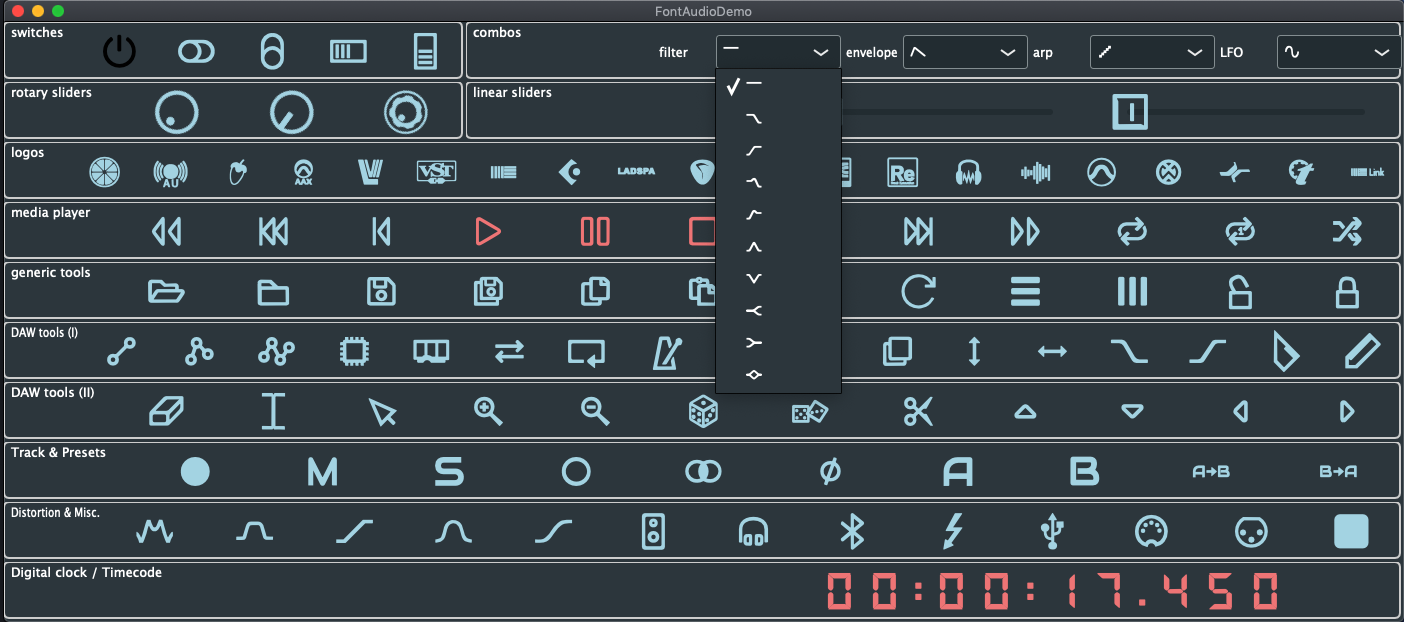 FontAudioDemo
switches
combos
filter
envelope
arp
LFO
rotary sliders
linear sliders
logos
AU
AAX
VST
LADSPA
Re
Link
media player
generic tools
DAW tools (I)
DAW tools (II)
Track & Presets
M
S
A
B
A→B
B→A
Distortion & Misc.
Digital clock / Timecode
00:00:17.450